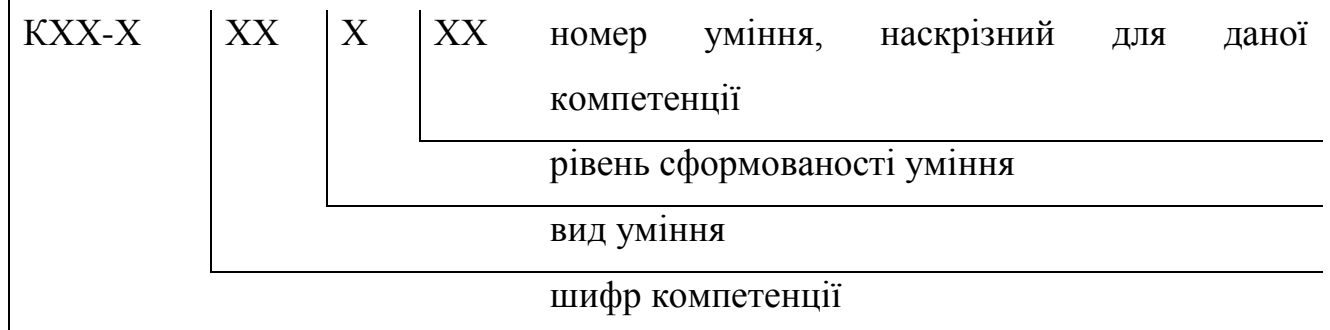 КХХ-Х ХХ Х ХХ номер уміння, наскрізний для даної
компетенції
рівень сформованості уміння
вид уміння
шифр компетенції